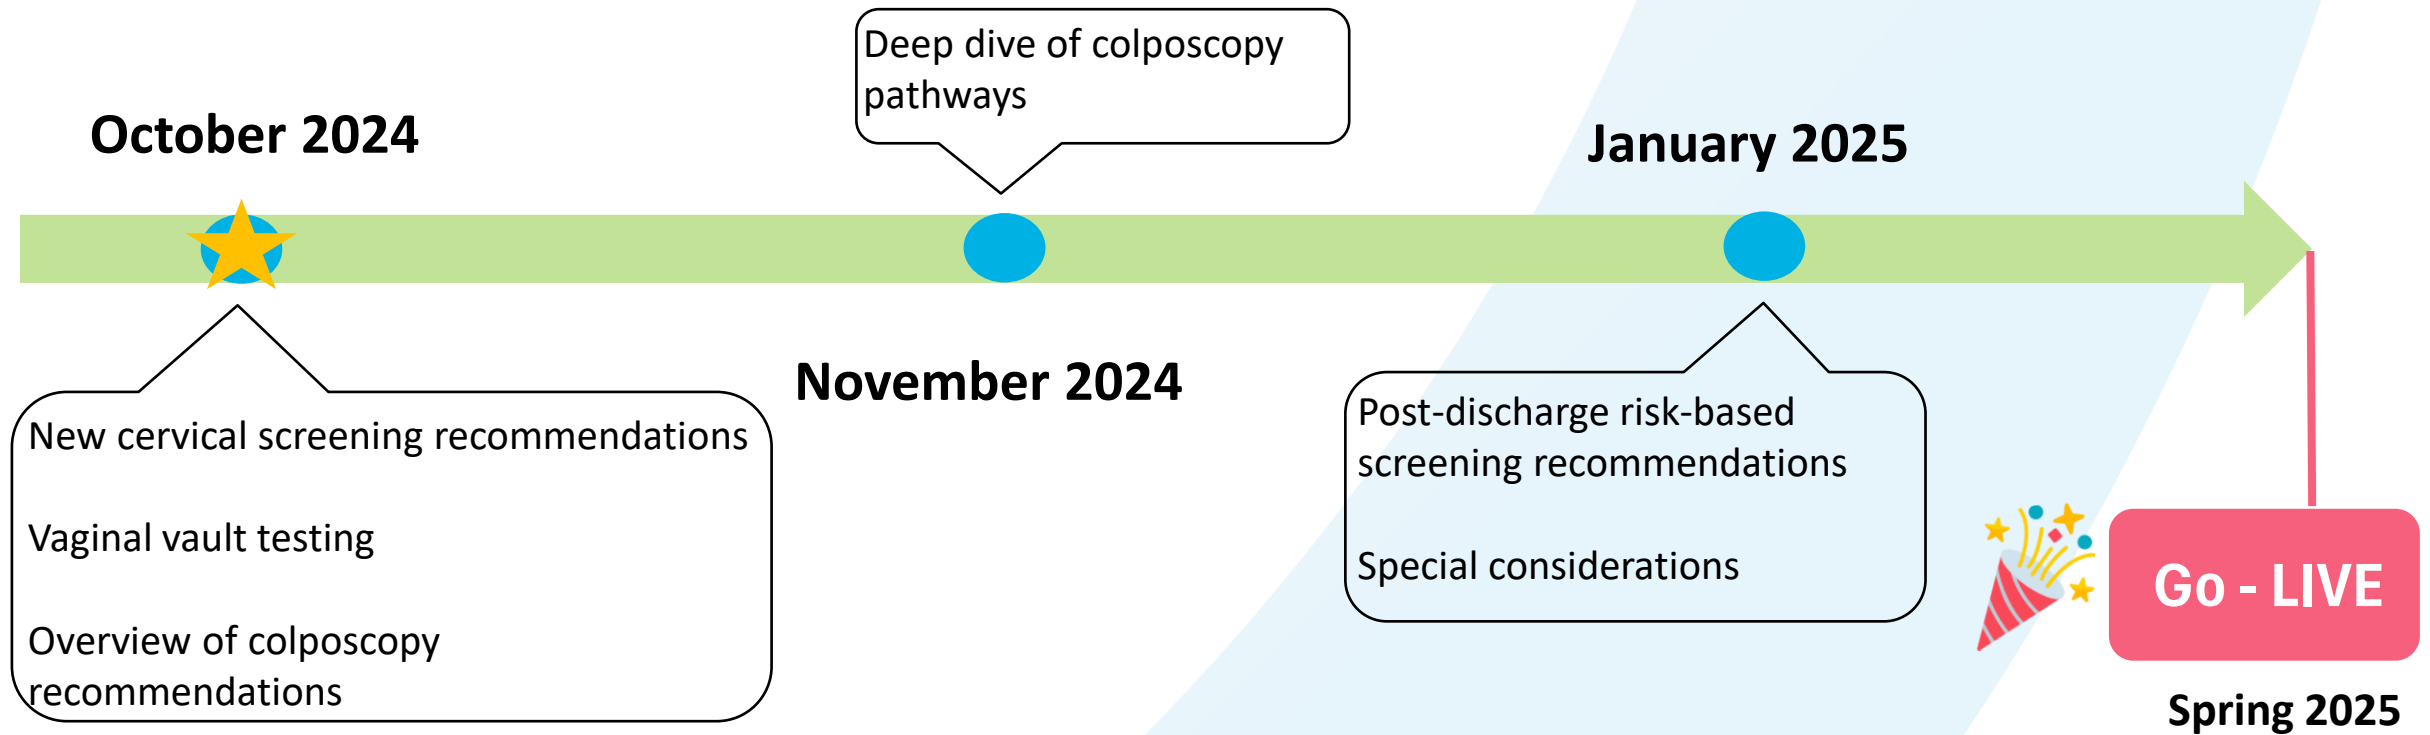 October 2024
New cervical screening recommendations
Vaginal vault testing
Overview of colposcopy
recommendations
Deep dive of colposcopy
pathways
November 2024
January 2025
Post-discharge risk-based
screening recommendations
Special considerations
Go - LIVE
Spring 2025